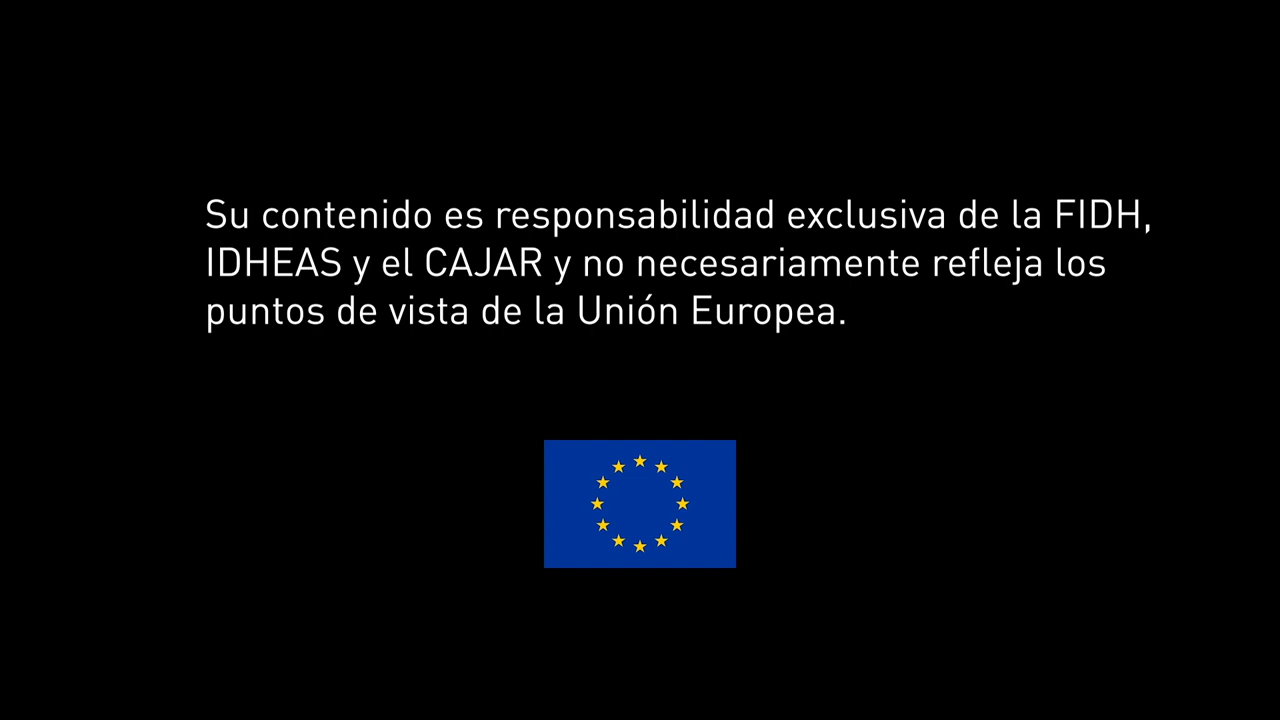 Su contenido es responsabilidad exclusiva de la FIDH,
IDHEAS y el CAJAR y no necesariamente refleja los
puntos de vista de la Unión Europea.